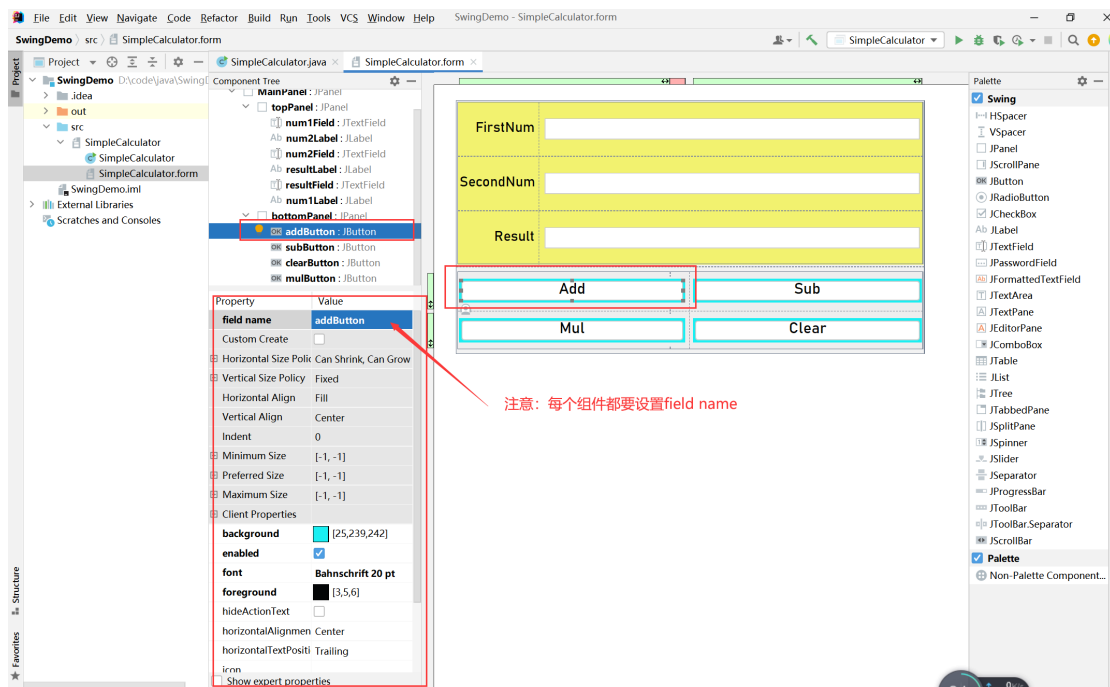 File Edit View Navigate Code Refactor Build Run Tools VCS Window Help SwingDemo - SimpleCalculator.form
SwingDemo src SimpleCalculator.form SimpleCalculator
Project SimpleCalculator.java SimpleCalculator.form
Project
SwingDemo D:\code\java\Swing
.idea
out
src
SimpleCalculator
SimpleCalculator
SimpleCalculator.form
SwingDemo.iml
External Libraries
Scratches and Consoles
Structure
Favorites
Component Tree
MainPanel : JPanel
topPanel : JPanel
num1Field : JTextField
Ab num2Label : JLabel
num2Field : JTextField
Ab resultLabel : JLabel
resultField : JTextField
Ab num1Label : JLabel
bottomPanel : JPanel
OK addButton : JButton
OK subButton : JButton
OK clearButton : JButton
OK mulButton : JButton
Property Value
field name addButton
Custom Create
Horizontal Size Polic Can Shrink, Can Grow
Vertical Size Policy Fixed
Horizontal Align Fill
Vertical Align Center
Indent 0
Minimum Size [-1, -1]
Preferred Size [-1, -1]
Maximum Size [-1, -1]
Client Properties
background [25,239,242]
enabled
font Bahnschrift 20 pt
foreground [3,5,6]
hideActionText
horizontalAlignmen Center
horizontalTextPositi Trailing
icon
Show expert properties
FirstNum
SecondNum
Result
Add Sub
Mul Clear
注意：每个组件都要设置field name
Palette
Swing
HSpacer
VSpacer
JPanel
JScrollPane
OK JButton
JRadioButton
JCheckBox
Ab JLabel
JTextField
JPasswordField
JFormattedTextField
JTextArea
JTextPane
JEditorPane
JComboBox
JTable
JList
JTree
JTabbedPane
JSplitPane
JSpinner
JSlider
JSeparator
JProgressBar
JToolBar
JToolBar.Separator
JScrollBar
Palette
Non-Palette Component...